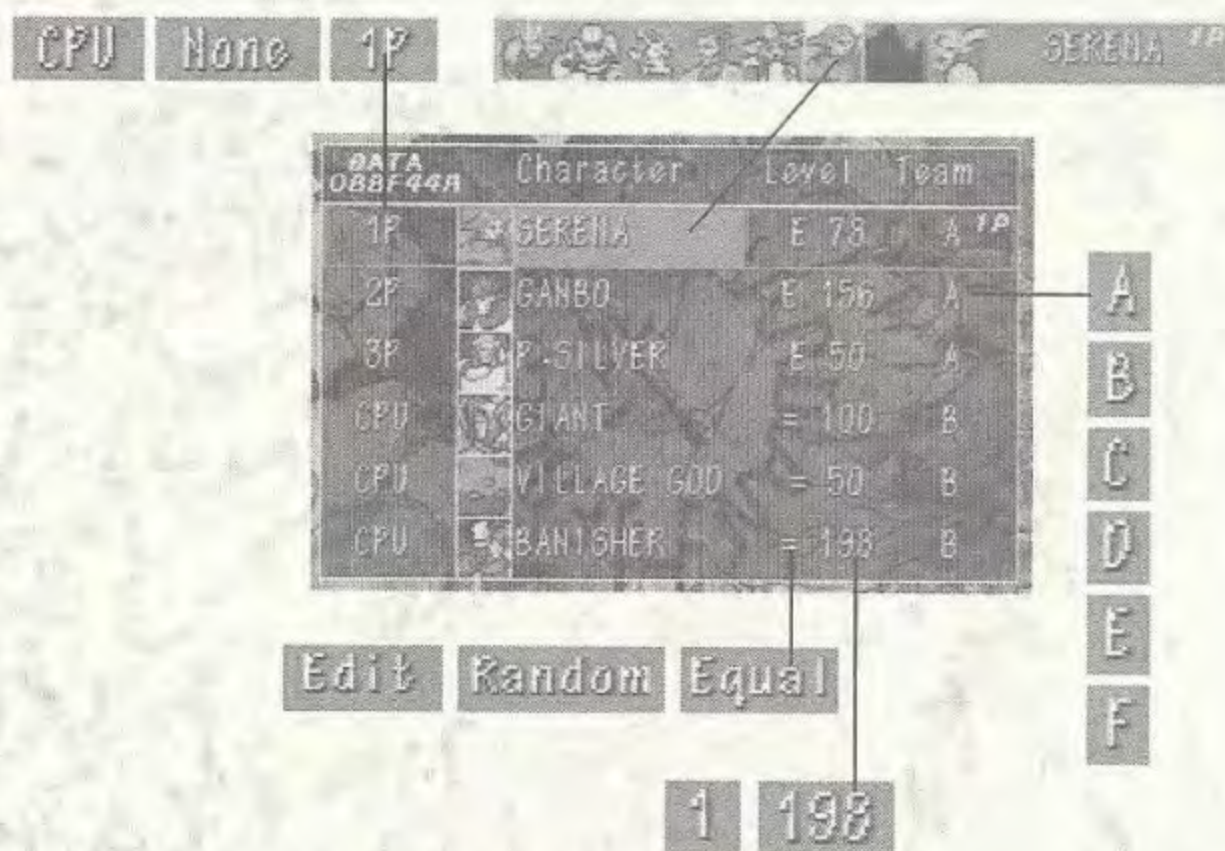 CPU None 1P
SERENA 1P
DATA
088F44A
Character Level Team
1P SERENA E 78 A 1P
2P GANBO E 156 A
3P P.SILVER E 50 A
CPU GIANT = 100 B
CPU VILLAGE GOD = 50 B
CPU BANISHER = 198 B
A
B
C
D
E
F
Edit Random Equal
1 198